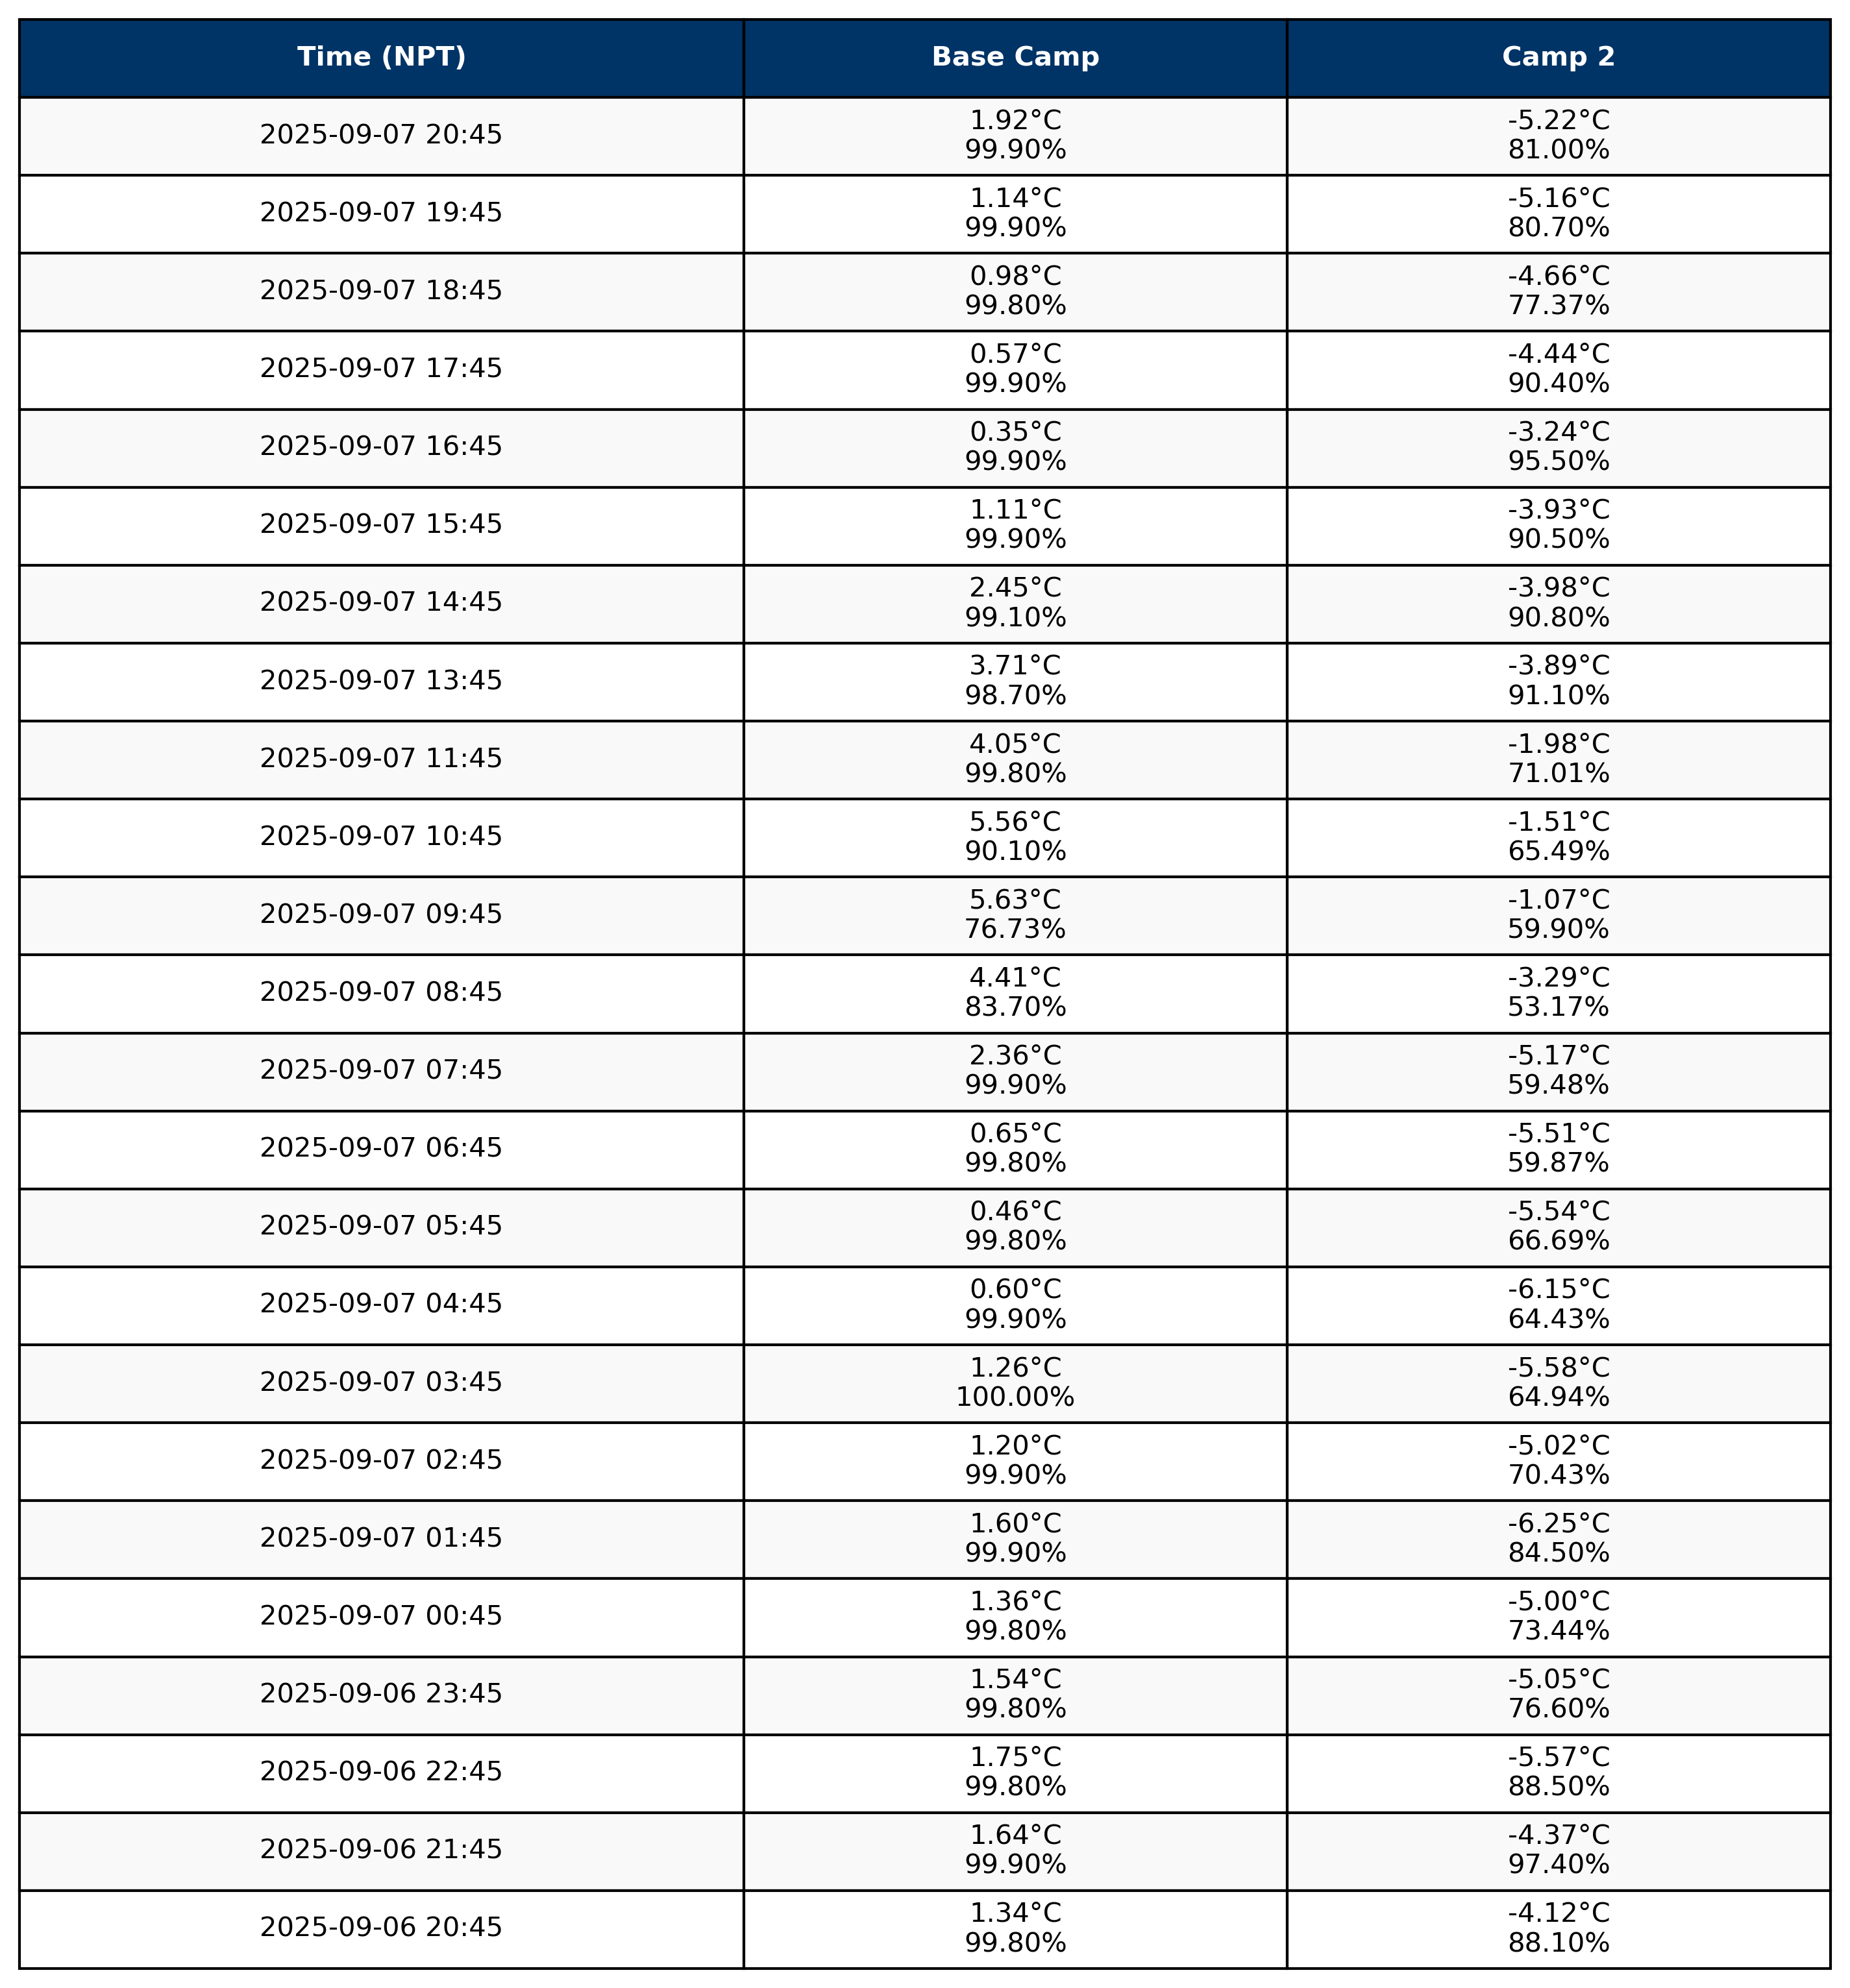 Time (NPT) Base Camp Camp 2
2025-09-07 20:45 1.92°C -5.22°C
99.90% 81.00%
2025-09-07 19:45 1.14°C -5.16°C
99.90% 80.70%
2025-09-07 18:45 0.98°C -4.66°C
99.80% 77.37%
2025-09-07 17:45 0.57°C -4.44°C
99.90% 90.40%
2025-09-07 16:45 0.35°C -3.24°C
99.90% 95.50%
2025-09-07 15:45 1.11°C -3.93°C
99.90% 90.50%
2025-09-07 14:45 2.45°C -3.98°C
99.10% 90.80%
2025-09-07 13:45 3.71°C -3.89°C
98.70% 91.10%
2025-09-07 11:45 4.05°C -1.98°C
99.80% 71.01%
2025-09-07 10:45 5.56°C -1.51°C
90.10% 65.49%
2025-09-07 09:45 5.63°C -1.07°C
76.73% 59.90%
2025-09-07 08:45 4.41°C -3.29°C
83.70% 53.17%
2025-09-07 07:45 2.36°C -5.17°C
99.90% 59.48%
2025-09-07 06:45 0.65°C -5.51°C
99.80% 59.87%
2025-09-07 05:45 0.46°C -5.54°C
99.80% 66.69%
2025-09-07 04:45 0.60°C -6.15°C
99.90% 64.43%
2025-09-07 03:45 1.26°C -5.58°C
100.00% 64.94%
2025-09-07 02:45 1.20°C -5.02°C
99.90% 70.43%
2025-09-07 01:45 1.60°C -6.25°C
99.90% 84.50%
2025-09-07 00:45 1.36°C -5.00°C
99.80% 73.44%
2025-09-06 23:45 1.54°C -5.05°C
99.80% 76.60%
2025-09-06 22:45 1.75°C -5.57°C
99.80% 88.50%
2025-09-06 21:45 1.64°C -4.37°C
99.90% 97.40%
2025-09-06 20:45 1.34°C -4.12°C
99.80% 88.10%